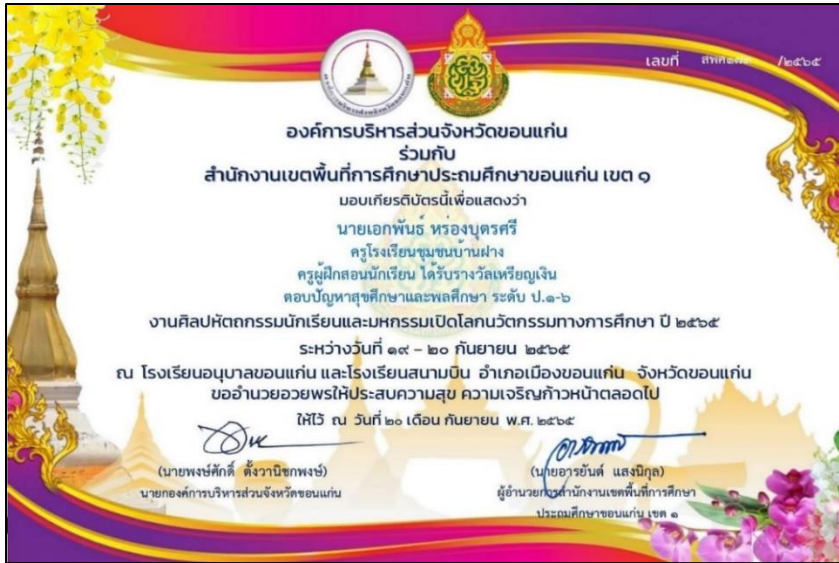 เลขที่ /๒๕๖๕
องค์การบริหารส่วนจังหวัดขอนแก่น
ร่วมกับ
สำนักงานเขตพื้นที่การศึกษาประถมศึกษาขอนแก่น เขต ๑
มอบเกียรติบัตรนี้เพื่อแสดงว่า
นายเอกพันธ์ หร่องบุตรศรี
ครูโรงเรียนชุมชนบ้านฝาง
ครูผู้ฝึกสอนนักเรียน ได้รับรางวัลเหรียญเงิน
ตอบปัญหาสุขศึกษาและพลศึกษา ระดับ ป.๑-๖
งานศิลปหัตถกรรมนักเรียนและมหกรรมเปิดโลกนวัตกรรมทางการศึกษา ปี ๒๕๖๕
ระหว่างวันที่ ๑๙ – ๒๐ กันยายน ๒๕๖๕
ณ โรงเรียนอนุบาลขอนแก่น และโรงเรียนสนามบิน อำเภอเมืองขอนแก่น จังหวัดขอนแก่น
ขออำนวยอวยพรให้ประสบความสุข ความเจริญก้าวหน้าตลอดไป
ให้ไว้ ณ วันที่ ๒๐ เดือน กันยายน พ.ศ. ๒๕๖๕
(นายพงษ์ศักดิ์ ตั้งวานิชกพงษ์)
นายกองค์การบริหารส่วนจังหวัดขอนแก่น
(นายอารยันต์ แสงนิกุล)
ผู้อำนวยการสำนักงานเขตพื้นที่การศึกษา
ประถมศึกษาขอนแก่น เขต ๑